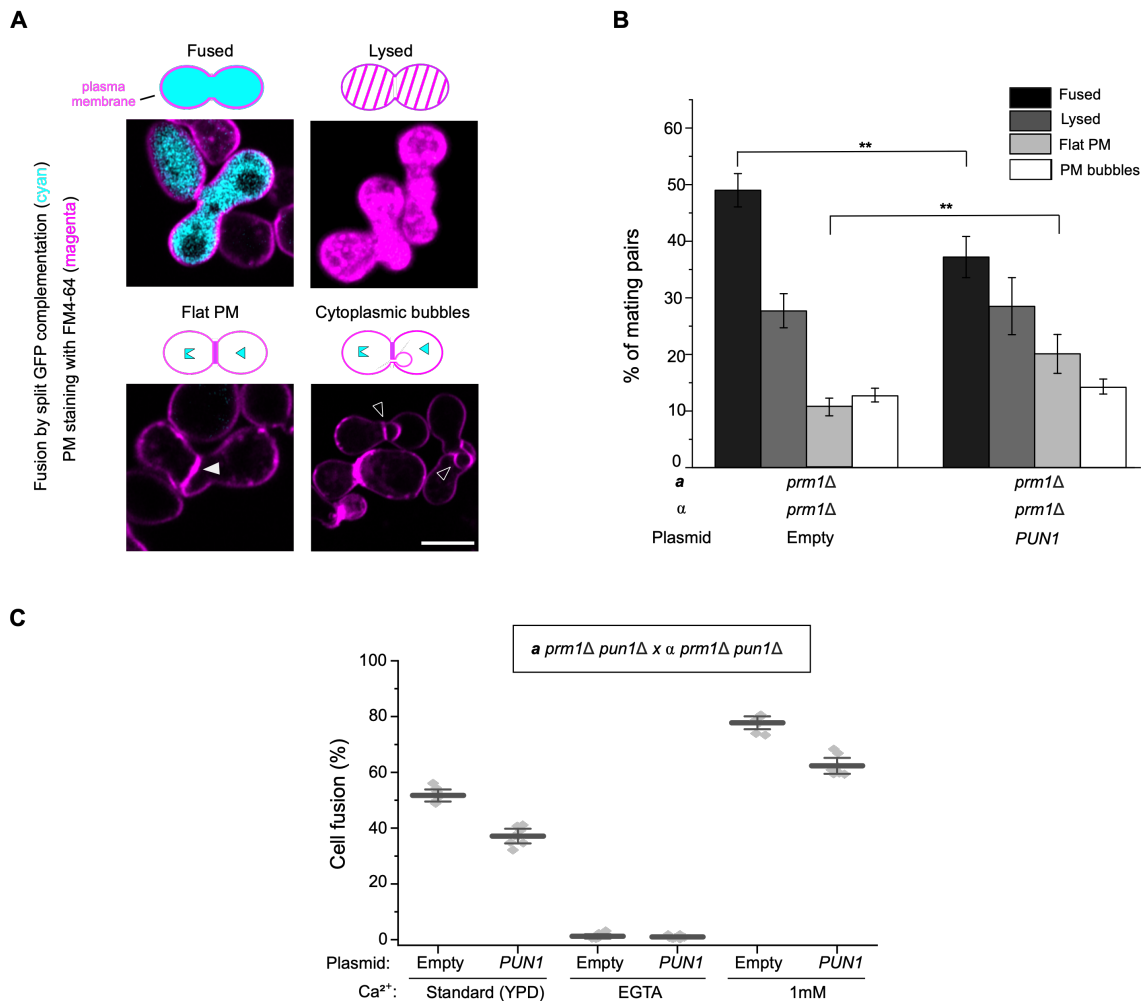 A
Fused
Lysed
plasma
membrane
Flat PM
Cytoplasmic bubbles
Fusion by split GFP complementation (cyan)
PM staining with FM4-64 (magenta)
B
Fused
Lysed
Flat PM
PM bubbles
**
**
% of mating pairs
60
50
40
30
20
10
0
a prm1Δ prm1Δ
α prm1Δ prm1Δ
Plasmid Empty PUN1
C
a prm1Δ pun1Δ x α prm1Δ pun1Δ
Cell fusion (%)
100
80
60
40
20
0
Plasmid: Empty PUN1 Empty PUN1 Empty PUN1
Ca²⁺: Standard (YPD) EGTA 1mM